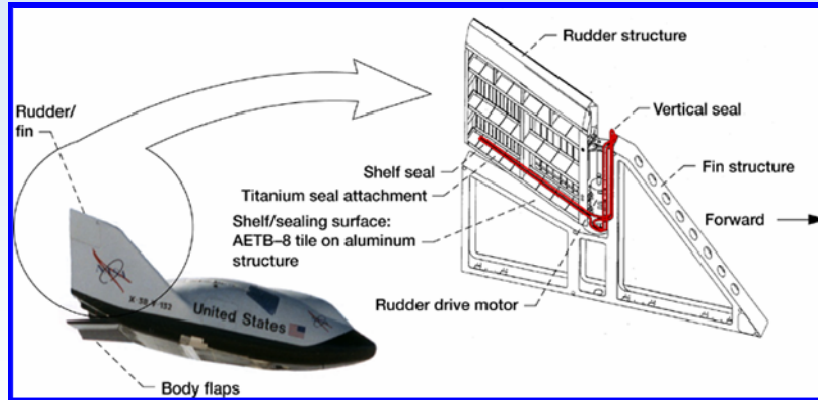 Rudder structure
Rudder/
fin
Vertical seal
Shelf seal
Fin structure
Titanium seal attachment
Shelf/sealing surface:
AETB–8 tile on aluminum
structure
Forward
Rudder drive motor
NASA
United States
Body flaps